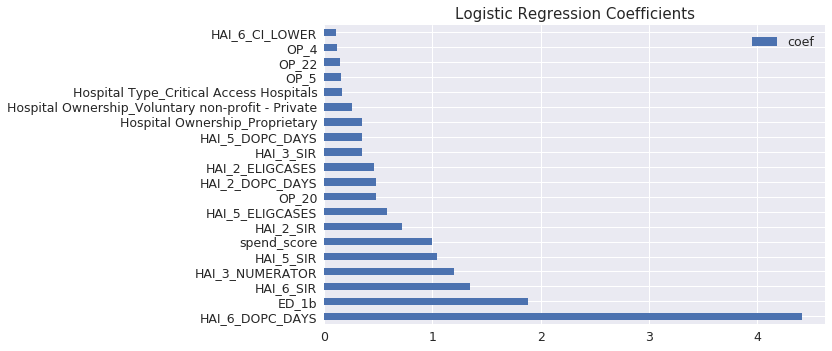 Logistic Regression Coefficients
coef
HAI_6_CI_LOWER
OP_4
OP_22
OP_5
Hospital Type_Critical Access Hospitals
Hospital Ownership_Voluntary non-profit - Private
Hospital Ownership_Proprietary
HAI_5_DOPC_DAYS
HAI_3_SIR
HAI_2_ELIGCASES
HAI_2_DOPC_DAYS
OP_20
HAI_5_ELIGCASES
HAI_2_SIR
spend_score
HAI_5_SIR
HAI_3_NUMERATOR
HAI_6_SIR
ED_1b
HAI_6_DOPC_DAYS
0 1 2 3 4